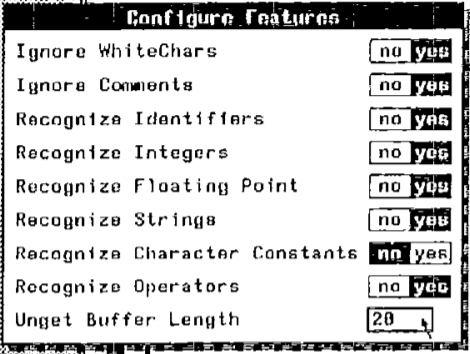 Configure Features
Ignore WhiteChars no yes
Ignore Comments no yes
Recognize Identifiers no yes
Recognize Integers no yes
Recognize Floating Point no yes
Recognize Strings no yes
Recognize Character Constants no yes
Recognize Operators no yes
Unget Buffer Length 20